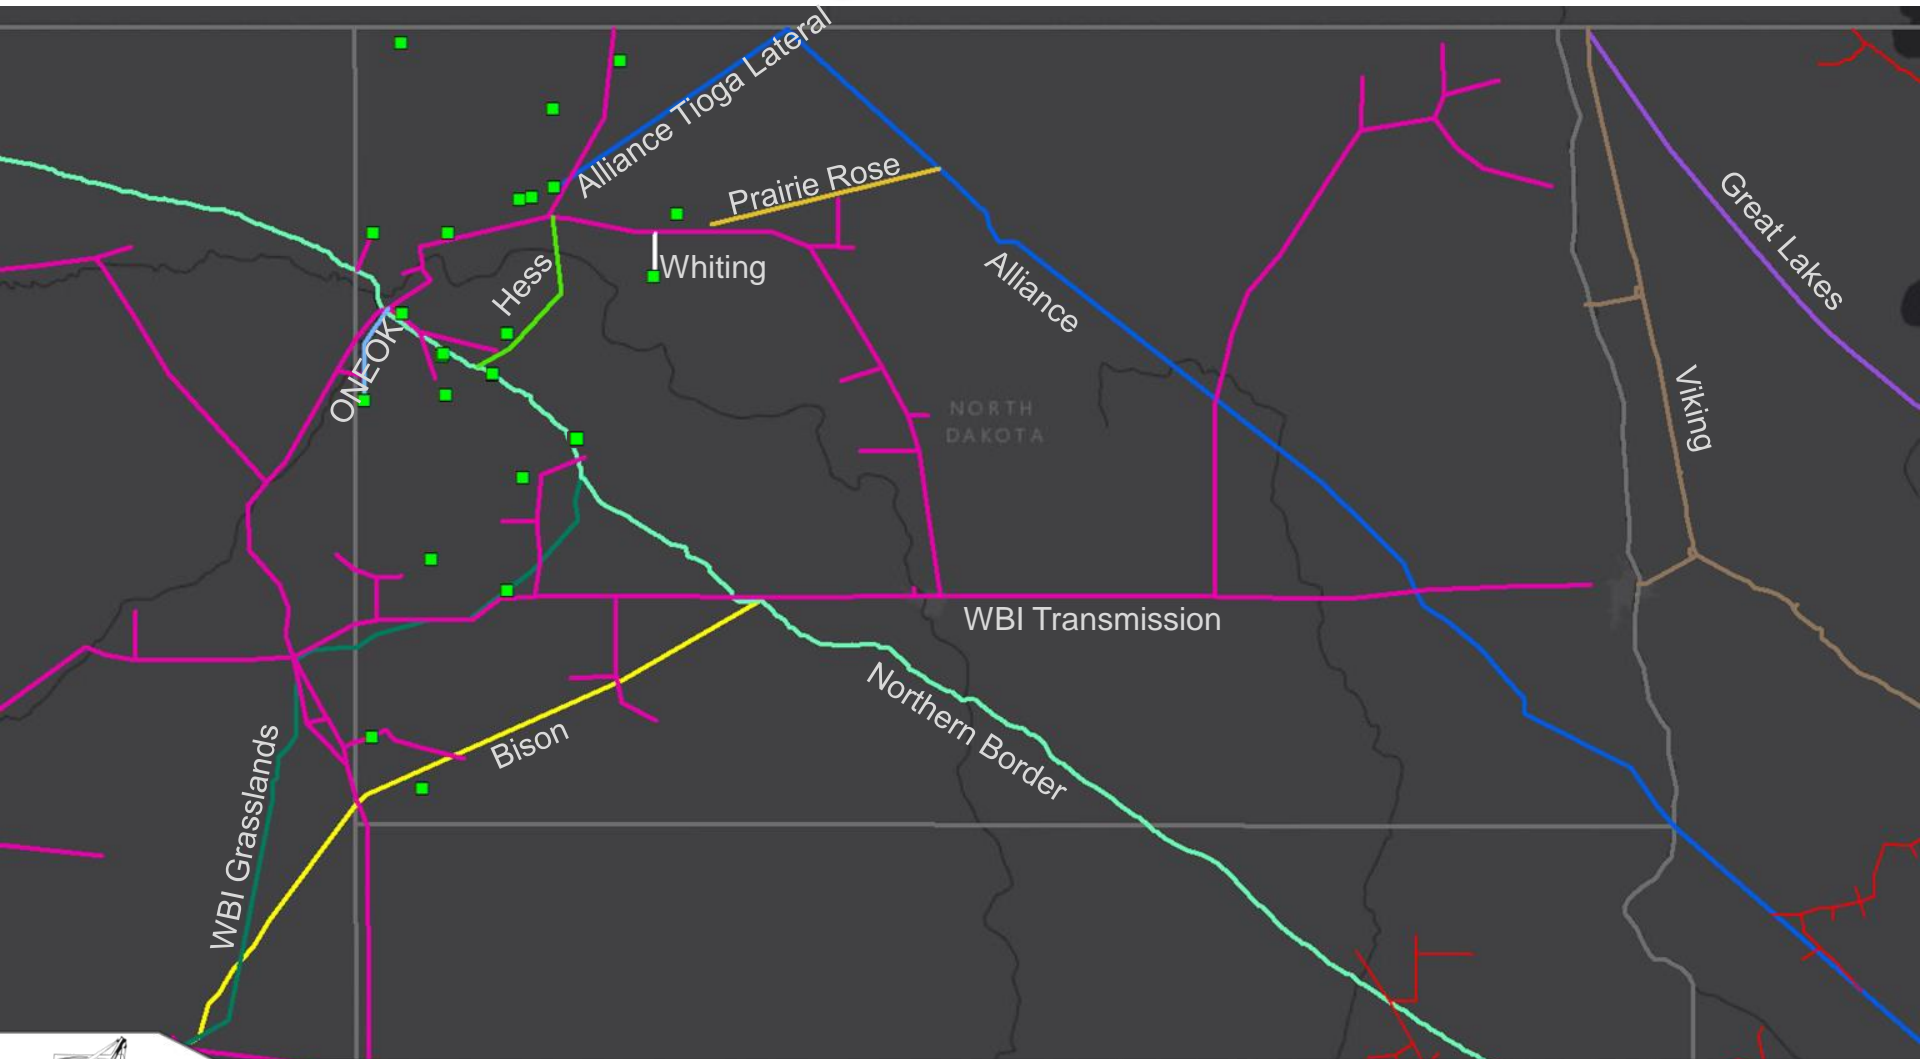 Alliance Tioga Lateral
Prairie Rose
Great Lakes
Hess
Whiting
Alliance
ONEOK
Viking
NORTH
DAKOTA
WBI Transmission
Northern Border
Bison
WBI Grasslands